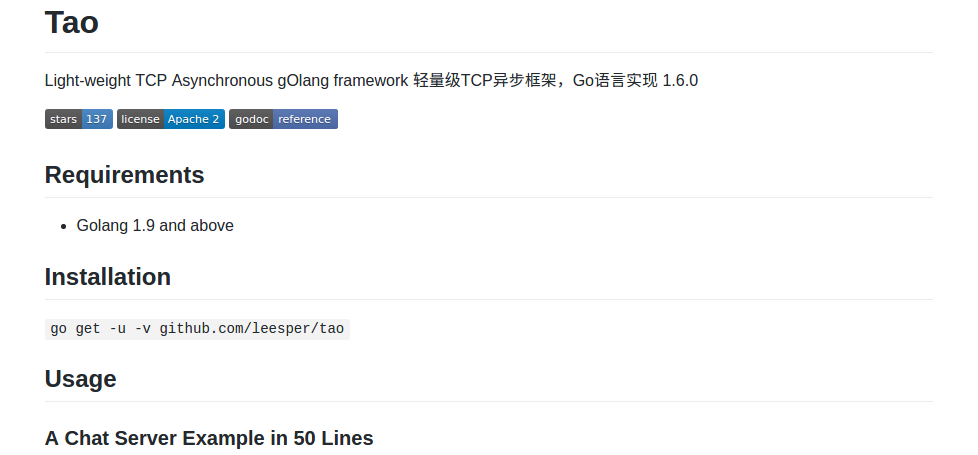 Tao
Light-weight TCP Asynchronous gOlang framework 轻量级TCP异步框架，Go语言实现 1.6.0
stars 137 license Apache 2 godoc reference
Requirements
• Golang 1.9 and above
Installation
go get -u -v github.com/leesper/tao
Usage
A Chat Server Example in 50 Lines